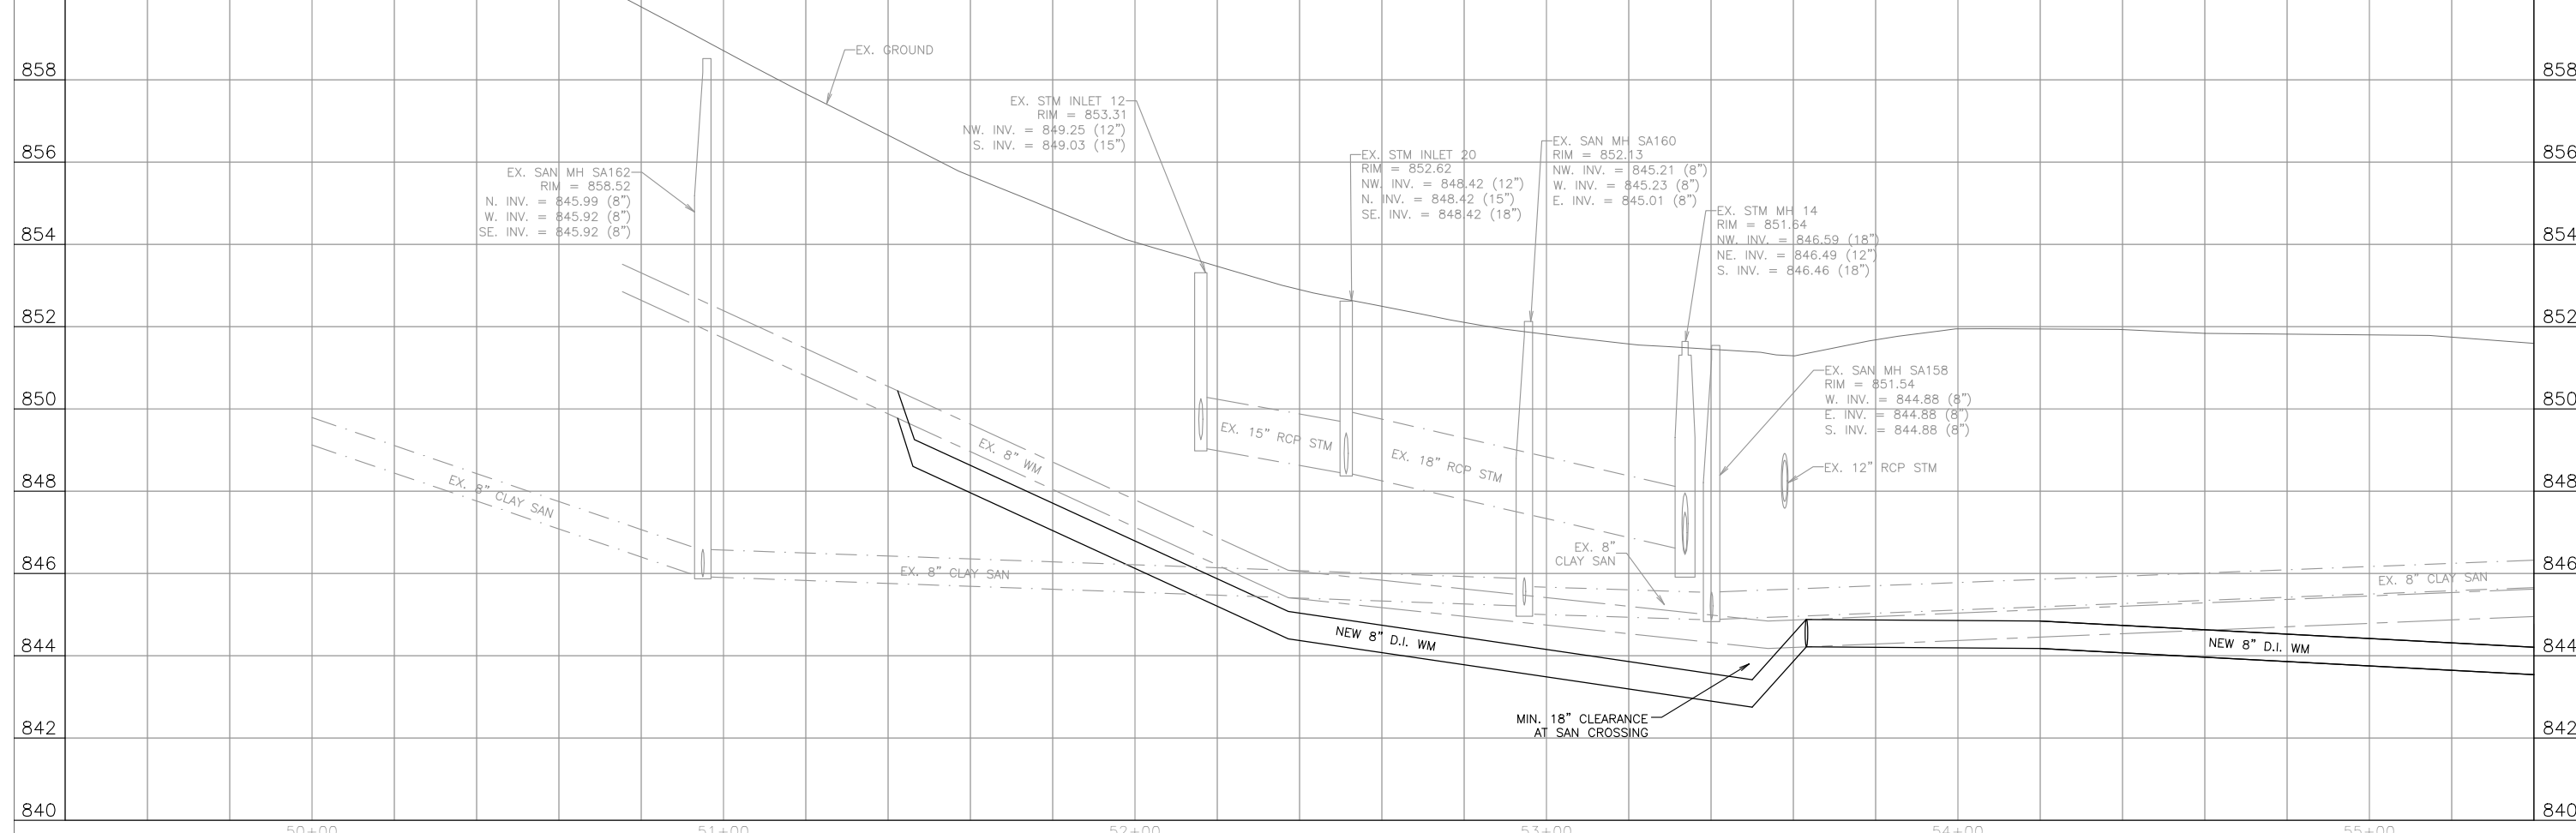 858
856
854
852
850
848
846
844
842
840
EX. GROUND
EX. STM INLET 12
RIM = 853.31
NW. INV. = 849.25 (12")
S. INV. = 849.03 (15")
EX. SAN MH SA162
RIM = 858.52
N. INV. = 845.99 (8")
W. INV. = 845.92 (8")
SE. INV. = 845.92 (8")
EX. STM INLET 20
RIM = 852.62
NW. INV. = 848.42 (12")
N. INV. = 848.42 (15")
SE. INV. = 848.42 (18")
EX. SAN MH SA160
RIM = 852.13
NW. INV. = 845.21 (8")
W. INV. = 845.23 (8")
E. INV. = 845.01 (8")
EX. STM MH 14
RIM = 851.64
NW. INV. = 846.59 (18")
NE. INV. = 846.49 (12")
S. INV. = 846.46 (18")
EX. SAN MH SA158
RIM = 851.54
W. INV. = 844.88 (8")
E. INV. = 844.88 (8")
S. INV. = 844.88 (8")
EX. 12" RCP STM
EX. 8" CLAY SAN
EX. 8" WM
EX. 15" RCP STM
EX. 18" RCP STM
EX. 8" CLAY SAN
EX. 8"
CLAY SAN
EX. 8" CLAY SAN
NEW 8" D.I. WM
NEW 8" D.I. WM
MIN. 18" CLEARANCE
AT SAN CROSSING
858
856
854
852
850
848
846
844
842
840
50+00
51+00
52+00
53+00
54+00
55+00